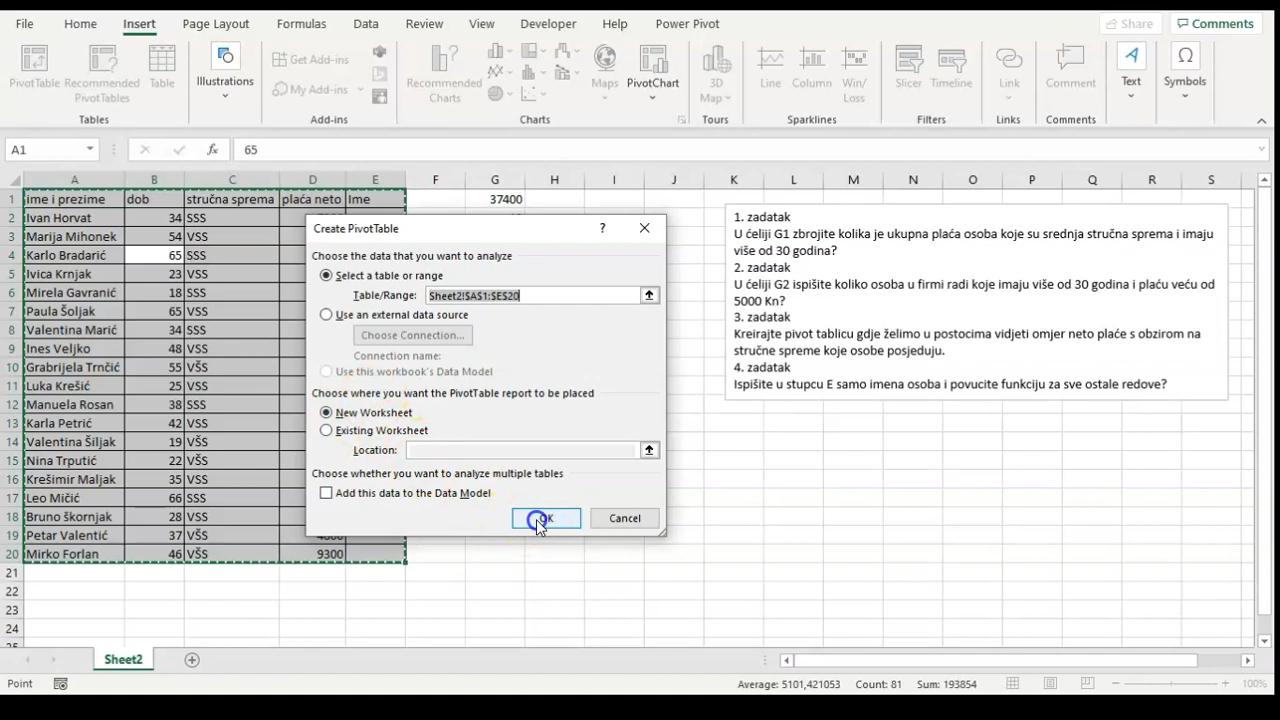 File Home Insert Page Layout Formulas Data Review View Developer Help Power Pivot Share Comments
PivotTable Recommended PivotTables Table Illustrations Get Add-ins My Add-ins Recommended Charts Maps PivotChart 3D Map Line Column Win/Loss Slicer Timeline Link Comment Text Symbols
Tables Add-ins Charts Tours Sparklines Filters Links Comments
A1 fx 65
A B C D E F G H I J K L M N O P Q R S
1 ime i prezime dob stručna sprema plaća neto Ime 37400
2 Ivan Horvat 34 SSS
3 Marija Mihonek 54 VSS
4 Karlo Bradarić 65 SSS
5 Ivica Krnjak 23 VSS
6 Mirela Gavranić 18 SSS
7 Paula Šoljak 65 VSS
8 Valentina Marić 34 SSS
9 Ines Veljko 48 VSS
10 Grabrijela Trnčić 55 VŠS
11 Luka Krešić 25 VSS
12 Manuela Rosan 38 SSS
13 Karla Petrić 42 VSS
14 Valentina Šiljak 19 VŠS
15 Nina Trputić 22 VŠS
16 Krešimir Maljak 35 VSS
17 Leo Mičić 66 SSS
18 Bruno škornjak 28 VSS
19 Petar Valentić 37 VŠS
20 Mirko Forlan 46 VŠS 9300
21
22
23
24
Create PivotTable ?
Choose the data that you want to analyze
Select a table or range
Table/Range: Sheet2!$A$1:$E$20
Use an external data source
Choose Connection...
Connection name:
Use this workbook's Data Model
Choose where you want the PivotTable report to be placed
New Worksheet
Existing Worksheet
Location:
Choose whether you want to analyze multiple tables
Add this data to the Data Model
OK Cancel
1. zadatak
U ćeliji G1 zbrojite kolika je ukupna plaća osoba koje su srednja stručna sprema i imaju
više od 30 godina?
2. zadatak
U ćeliji G2 ispišite koliko osoba u firmi radi koje imaju više od 30 godina i plaću veću od
5000 Kn?
3. zadatak
Kreirajte pivot tablicu gdje želimo u postocima vidjeti omjer neto plaće s obzirom na
stručne spreme koje osobe posjeduju.
4. zadatak
Ispišite u stupcu E samo imena osoba i povucite funkciju za sve ostale redove?
Sheet2
Point Average: 5101,421053 Count: 81 Sum: 193854 100%